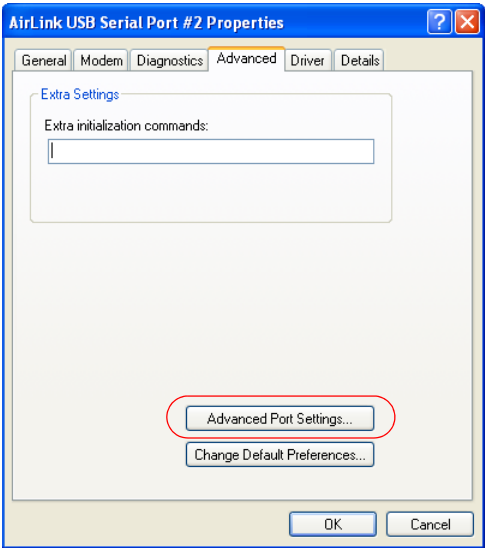 AirLink USB Serial Port #2 Properties
General Modem Diagnostics Advanced Driver Details
Extra Settings
Extra initialization commands:
Advanced Port Settings...
Change Default Preferences...
OK Cancel